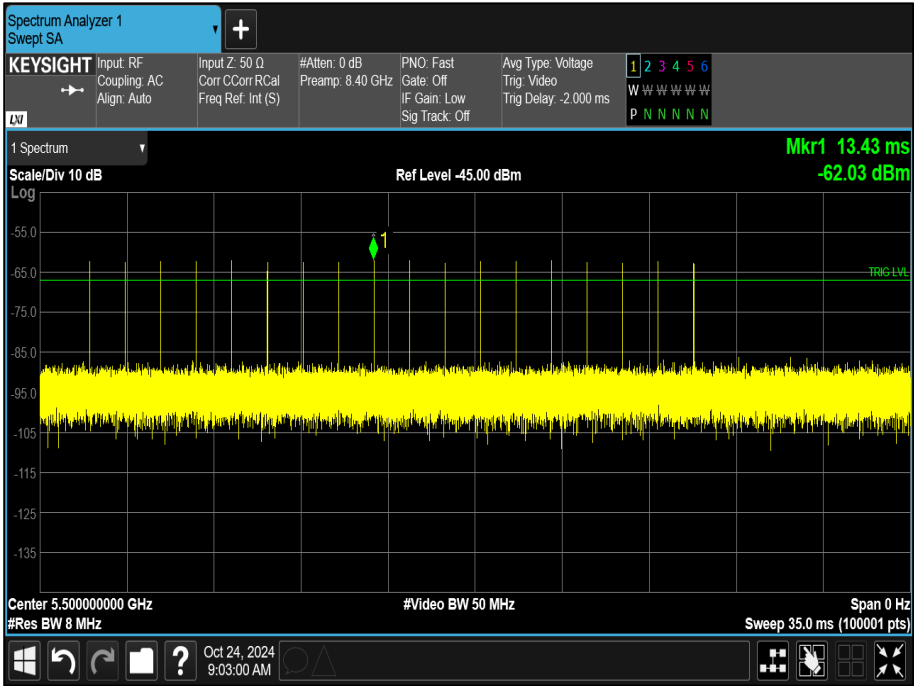 Spectrum Analyzer 1
Swept SA
+
KEYSIGHT Input: RF Input Z: 50 Ω #Atten: 0 dB PNO: Fast Avg Type: Voltage 1 2 3 4 5 6
Coupling: AC Corr CCorr RCal Preamp: 8.40 GHz Gate: Off Trig: Video W W W W W W
Align: Auto Freq Ref: Int (S) IF Gain: Low Trig Delay: -2.000 ms
LXI Sig Track: Off P N N N N N
1 Spectrum Mkr1 13.43 ms
Scale/Div 10 dB Ref Level -45.00 dBm -62.03 dBm
Log
1
-55.0
-65.0 TRIG LVL
-75.0
-85.0
-95.0
-105
-115
-125
-135
Center 5.500000000 GHz #Video BW 50 MHz Span 0 Hz
#Res BW 8 MHz Sweep 35.0 ms (100001 pts)
? Oct 24, 2024
9:03:00 AM